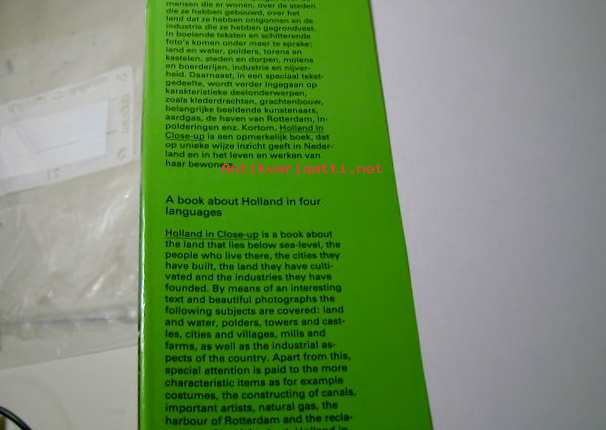 mensen die er wonen, over de steden
die ze hebben gebouwd, over het
land dat ze hebben ontgonnen en de
industrie die ze hebben gegrondvest.
In boeiende teksten en schitterende
foto's komen onder meer te sprake:
land en water, polders, torens en
kastelen, steden en dorpen, molens
en boerderijen, industrie en nijver-
heid. Daarnaast, in een speciaal tekst-
gedeelte, wordt verder ingegaan op
karakteristieke deelonderwerpen,
zoals klederdrachten, grachtenbouw,
belangrijke beeldende kunstenaars,
aardgas, de haven van Rotterdam, in-
polderingen enz. Kortom, Holland in
Close-up is een opmerkelijk boek, dat
op unieke wijze inzicht geeft in Neder-
land en in het leven en werken van
haar bewoners.
Antikvariaatti.net
A book about Holland in four
languages
Holland in Close-up is a book about
the land that lies below sea-level, the
people who live there, the cities they
have built, the land they have culti-
vated and the industries they have
founded. By means of an interesting
text and beautiful photographs the
following subjects are covered: land
and water, polders, towers and cast-
les, cities and villages, mills and
farms, as well as the industrial as-
pects of the country. Apart from this,
special attention is paid to the more
characteristic items as for example
costumes, the constructing of canals,
important artists, natural gas, the
harbour of Rotterdam and the recla-
Holland in